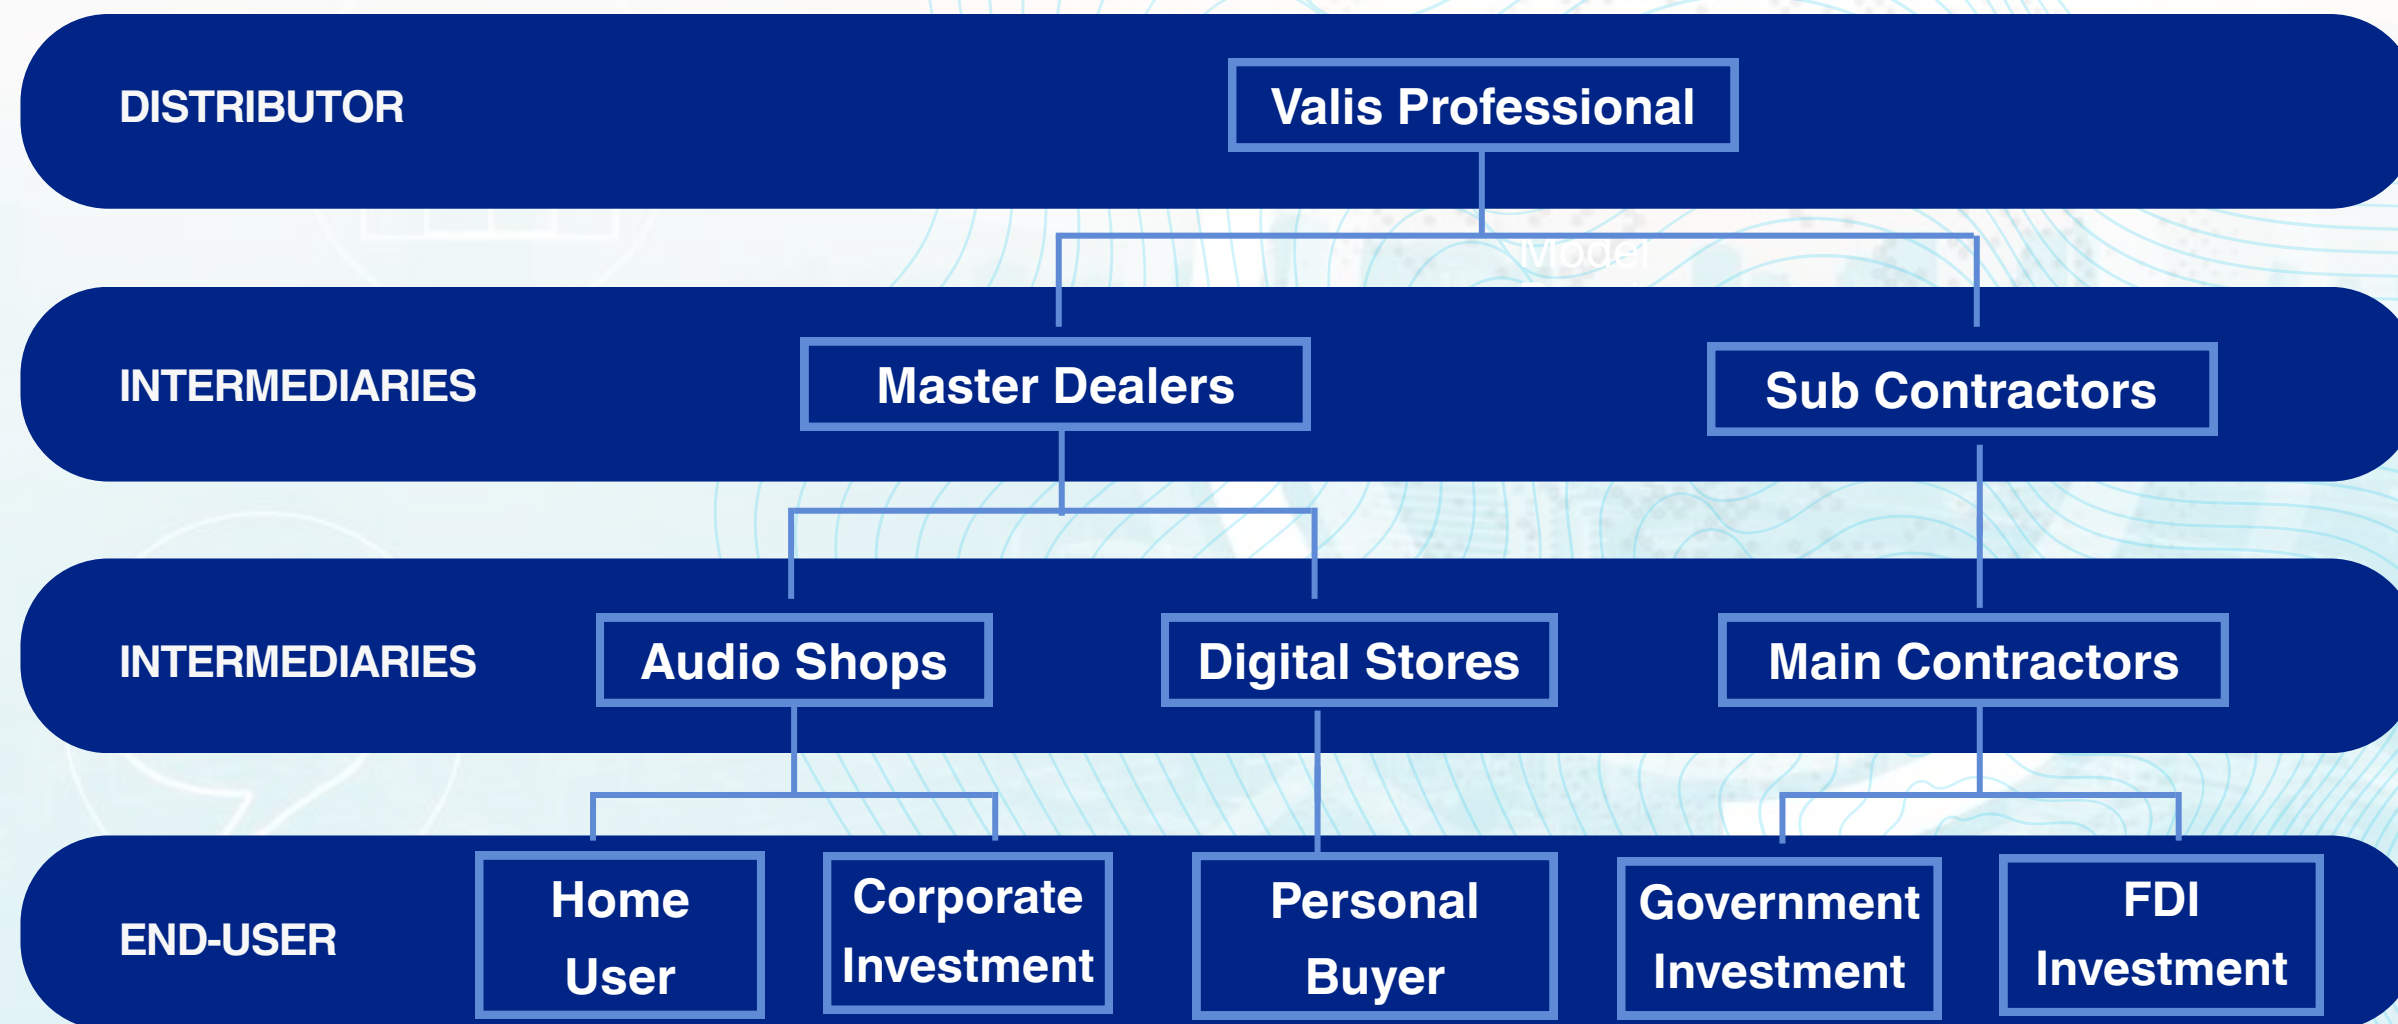 DISTRIBUTOR
Valis Professional
Model
INTERMEDIARIES
Master Dealers
Sub Contractors
INTERMEDIARIES
Audio Shops
Digital Stores
Main Contractors
END-USER
Home
User
Corporate
Investment
Personal
Buyer
Government
Investment
FDI
Investment